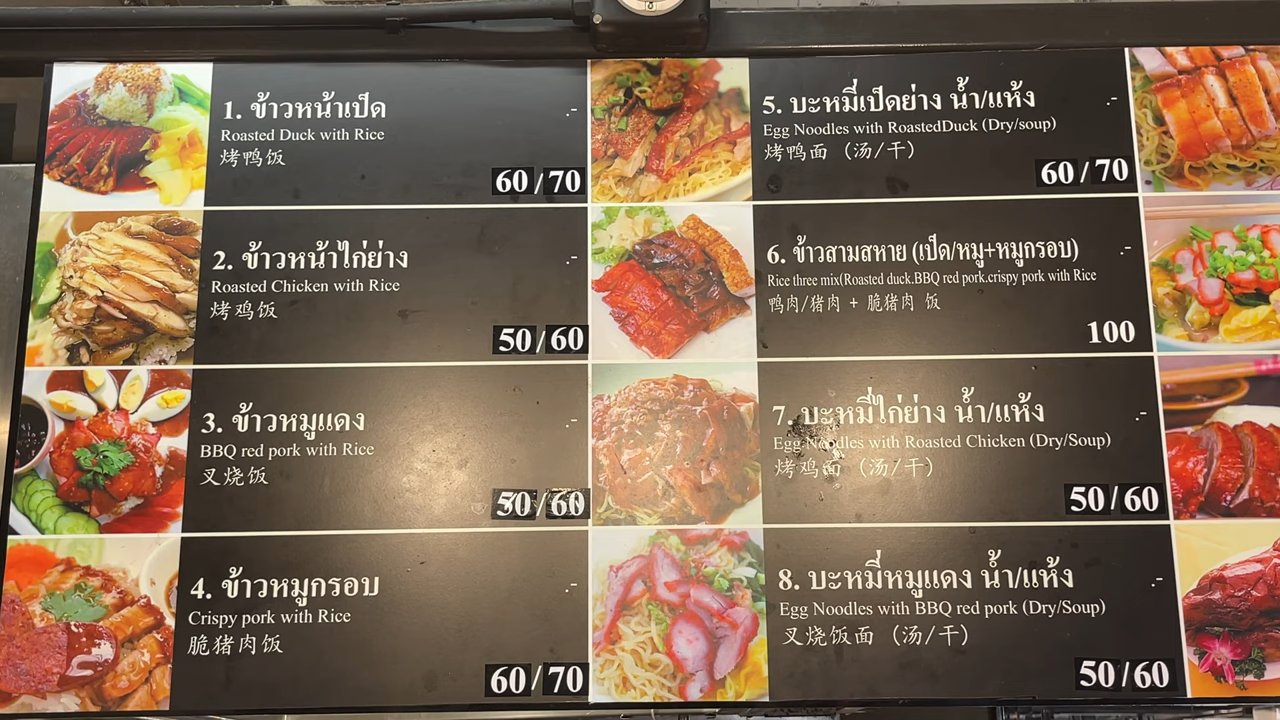 1. ข้าวหน้าเป็ด .-
Roasted Duck with Rice
烤鸭饭
60/70
2. ข้าวหน้าไก่ย่าง .-
Roasted Chicken with Rice
烤鸡饭
50/60
3. ข้าวหมูแดง .-
BBQ red pork with Rice
叉烧饭
50/60
4. ข้าวหมูกรอบ .-
Crispy pork with Rice
脆猪肉饭
60/70
5. บะหมี่เป็ดย่าง น้ำ/แห้ง .-
Egg Noodles with RoastedDuck (Dry/soup)
烤鸭面 (汤/干)
60/70
6. ข้าวสามสหาย (เป็ด/หมู+หมูกรอบ) .-
Rice three mix(Roasted duck.BBQ red pork.crispy pork with Rice
鸭肉/猪肉 + 脆猪肉 饭
100
7. บะหมี่ไก่ย่าง น้ำ/แห้ง .-
Egg Noodles with Roasted Chicken (Dry/Soup)
烤鸡面 (汤/干)
50/60
8. บะหมี่หมูแดง น้ำ/แห้ง .-
Egg Noodles with BBQ red pork (Dry/Soup)
叉烧饭面 (汤/干)
50/60